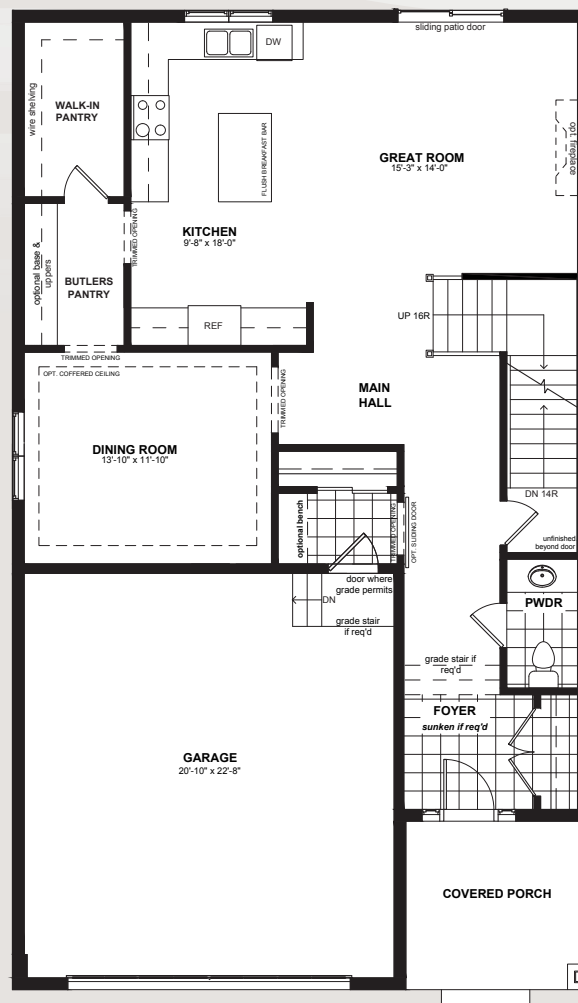 sliding patio door
DW
wire shelving
WALK-IN
PANTRY
FLUSH BREAKFAST BAR
GREAT ROOM
15'-3" x 14'-0"
opt. fireplace
KITCHEN
9'-8" x 18'-0"
TRIMMED OPENING
optional base &
uppers
BUTLERS
PANTRY
REF
UP 16R
TRIMMED OPENING
OPT. COFFERED CEILING
TRIMMED OPENING
MAIN
HALL
DINING ROOM
13'-10" x 11'-10"
DN 14R
optional bench
TRIMMED OPENING
OPT. SLIDING DOOR
unfinished
beyond door
door where
grade permits
DN
grade stair
if req'd
PWDR
grade stair if
req'd
FOYER
sunken if req'd
GARAGE
20'-10" x 22'-8"
COVERED PORCH